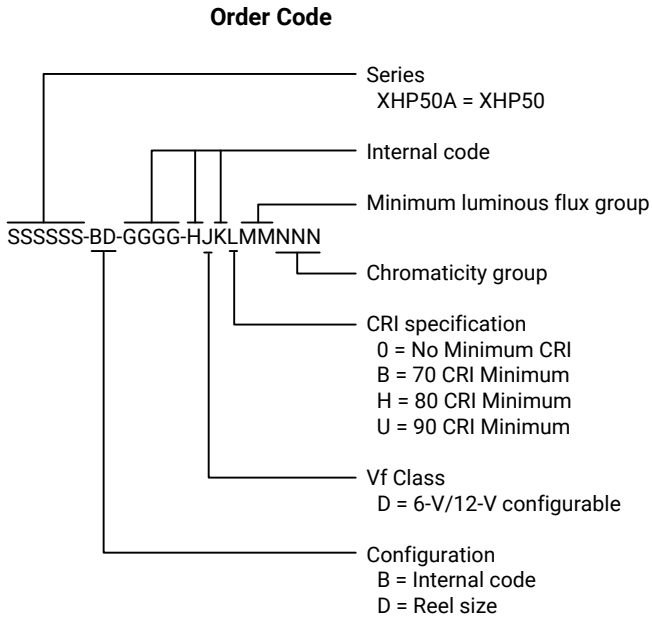 Order Code
Series
XHP50A = XHP50
Internal code
Minimum luminous flux group
SSSSSS-BD-GGGG-HJKLMMNNN
Chromaticity group
CRI specification
0 = No Minimum CRI
B = 70 CRI Minimum
H = 80 CRI Minimum
U = 90 CRI Minimum
Vf Class
D = 6-V/12-V configurable
Configuration
B = Internal code
D = Reel size